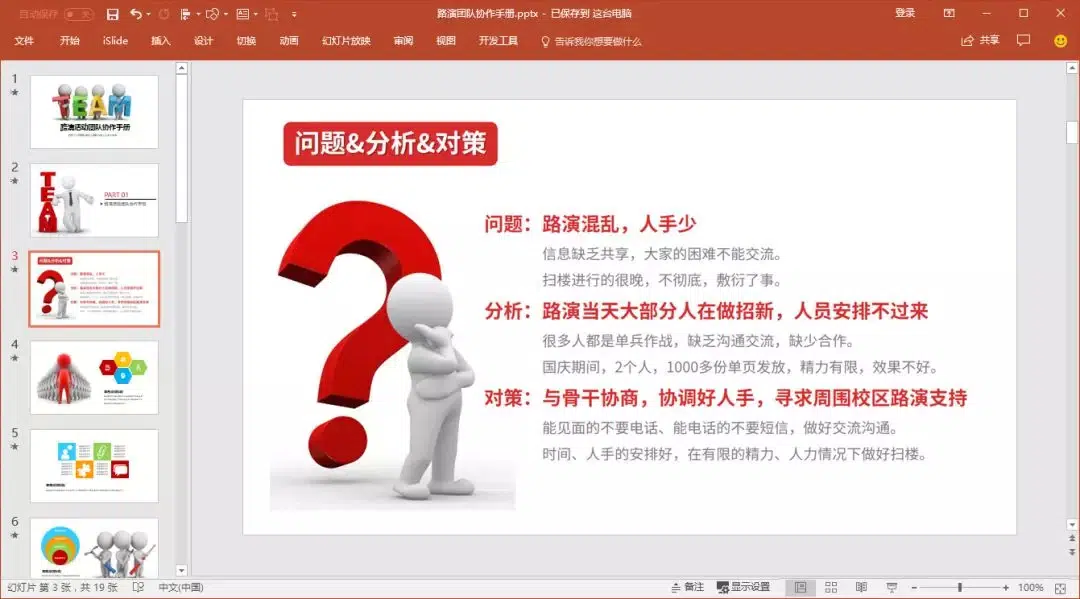 自动保存 关
路演团队协作手册.pptx - 已保存到 这台电脑
登录
文件 开始 iSlide 插入 设计 切换 动画 幻灯片放映 审阅 视图 开发工具 告诉我你想要做什么 共享
1
TEAM
路演活动团队协作手册
2
TEAM
PART 01
3
4
5
6
问题&分析&对策
问题：路演混乱，人手少
信息缺乏共享，大家的困难不能交流。
扫楼进行的很晚，不彻底，敷衍了事。
分析：路演当天大部分人在做招新，人员安排不过来
很多人都是单兵作战，缺乏沟通交流，缺少合作。
国庆期间，2个人，1000多份单页发放，精力有限，效果不好。
对策：与骨干协商，协调好人手，寻求周围校区路演支持
能见面的不要电话、能电话的不要短信，做好交流沟通。
时间、人手的安排好，在有限的精力、人力情况下做好扫楼。
幻灯片 第 3 张，共 19 张 中文(中国) 备注 显示设置 100%